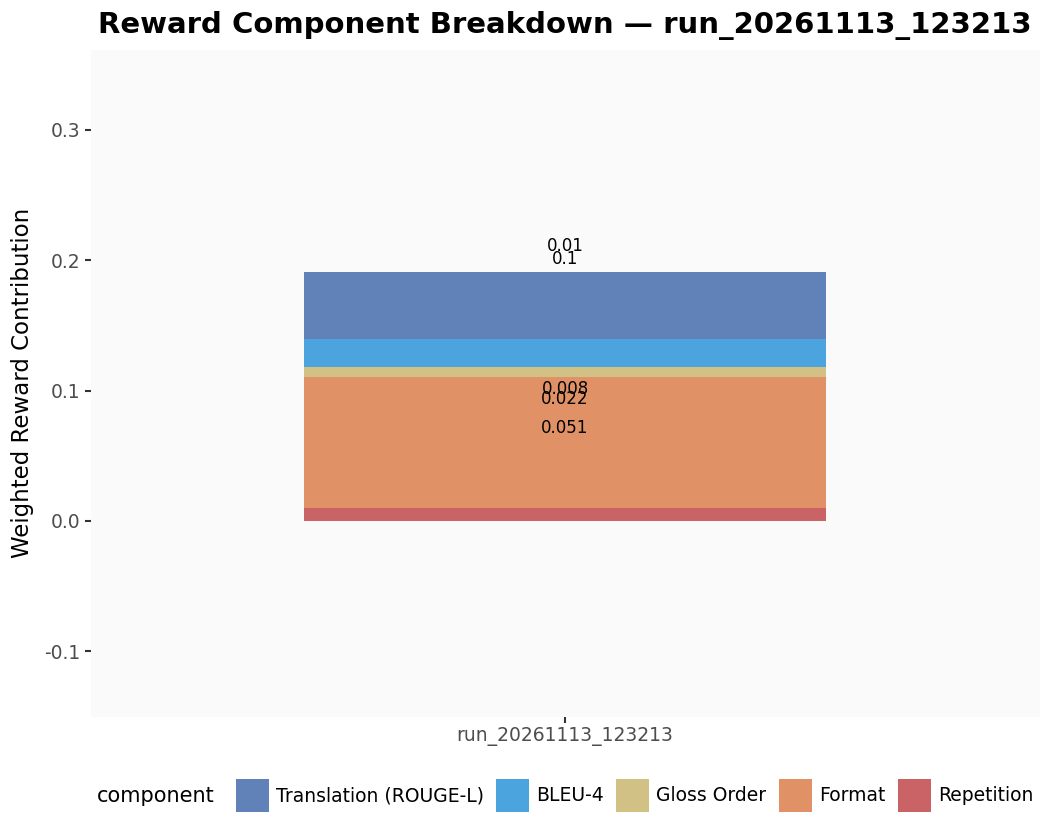 Reward Component Breakdown — run_20261113_123213
Weighted Reward Contribution
0.3
0.2
0.1
0.0
-0.1
0.01
0.1
0.008
0.022
0.051
run_20261113_123213
component Translation (ROUGE-L) BLEU-4 Gloss Order Format Repetition